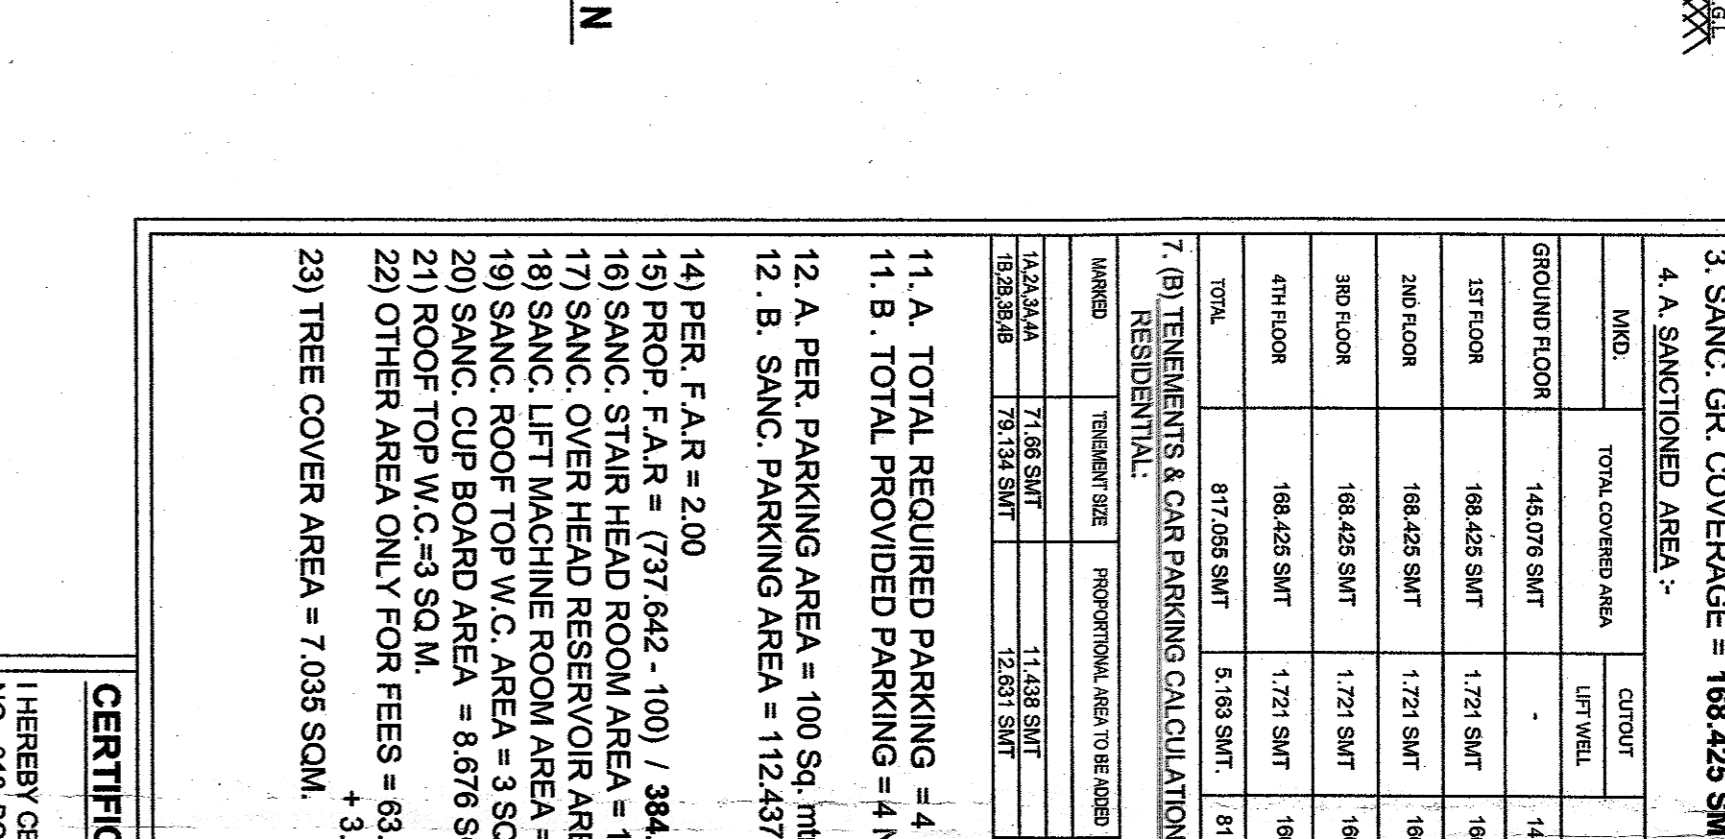 G.L.
N
3. SANC. GR. COVERAGE = 168.425 SM
4. A. SANCTIONED AREA :-
MKD: TOTAL COVERED AREA CUTOUT
LIFT WELL
GROUND FLOOR 145.076 SMT - 14
1ST FLOOR 168.425 SMT 1.721 SMT 16
2ND FLOOR 168.425 SMT 1.721 SMT 16
3RD FLOOR 168.425 SMT 1.721 SMT 16
4TH FLOOR 168.425 SMT 1.721 SMT 16
TOTAL 817.055 SMT 5.163 SMT. 81
7. (B) TENEMENTS & CAR PARKING CALCULATION
RESIDENTIAL:
MARKED TENEMENT SIZE PROPORTIONAL AREA TO BE ADDED
1A,2A,3A,4A 71.66 SMT 11.438 SMT
1B,2B,3B,4B 79.134 SMT 12.631 SMT
11. A. TOTAL REQUIRED PARKING = 4
11. B . TOTAL PROVIDED PARKING = 4 N
12. A. PER. PARKING AREA = 100 Sq. mt
12 . B. SANC. PARKING AREA = 112.437
14) PER. F.A.R = 2.00
15) PROP. F.A.R = (737.642 - 100) / 384.
16) SANC. STAIR HEAD ROOM AREA = 1
17) SANC. OVER HEAD RESERVOIR ARE
18) SANC. LIFT MACHINE ROOM AREA =
19) SANC. ROOF TOP W.C. AREA = 3 SQ
20) SANC. CUP BOARD AREA = 8.676 S
21) ROOF TOP W.C.=3 SQ M.
22) OTHER AREA ONLY FOR FEES = 63.
+ 3.
23) TREE COVER AREA = 7.035 SQM.
CERTIFIC
I HEREBY CE